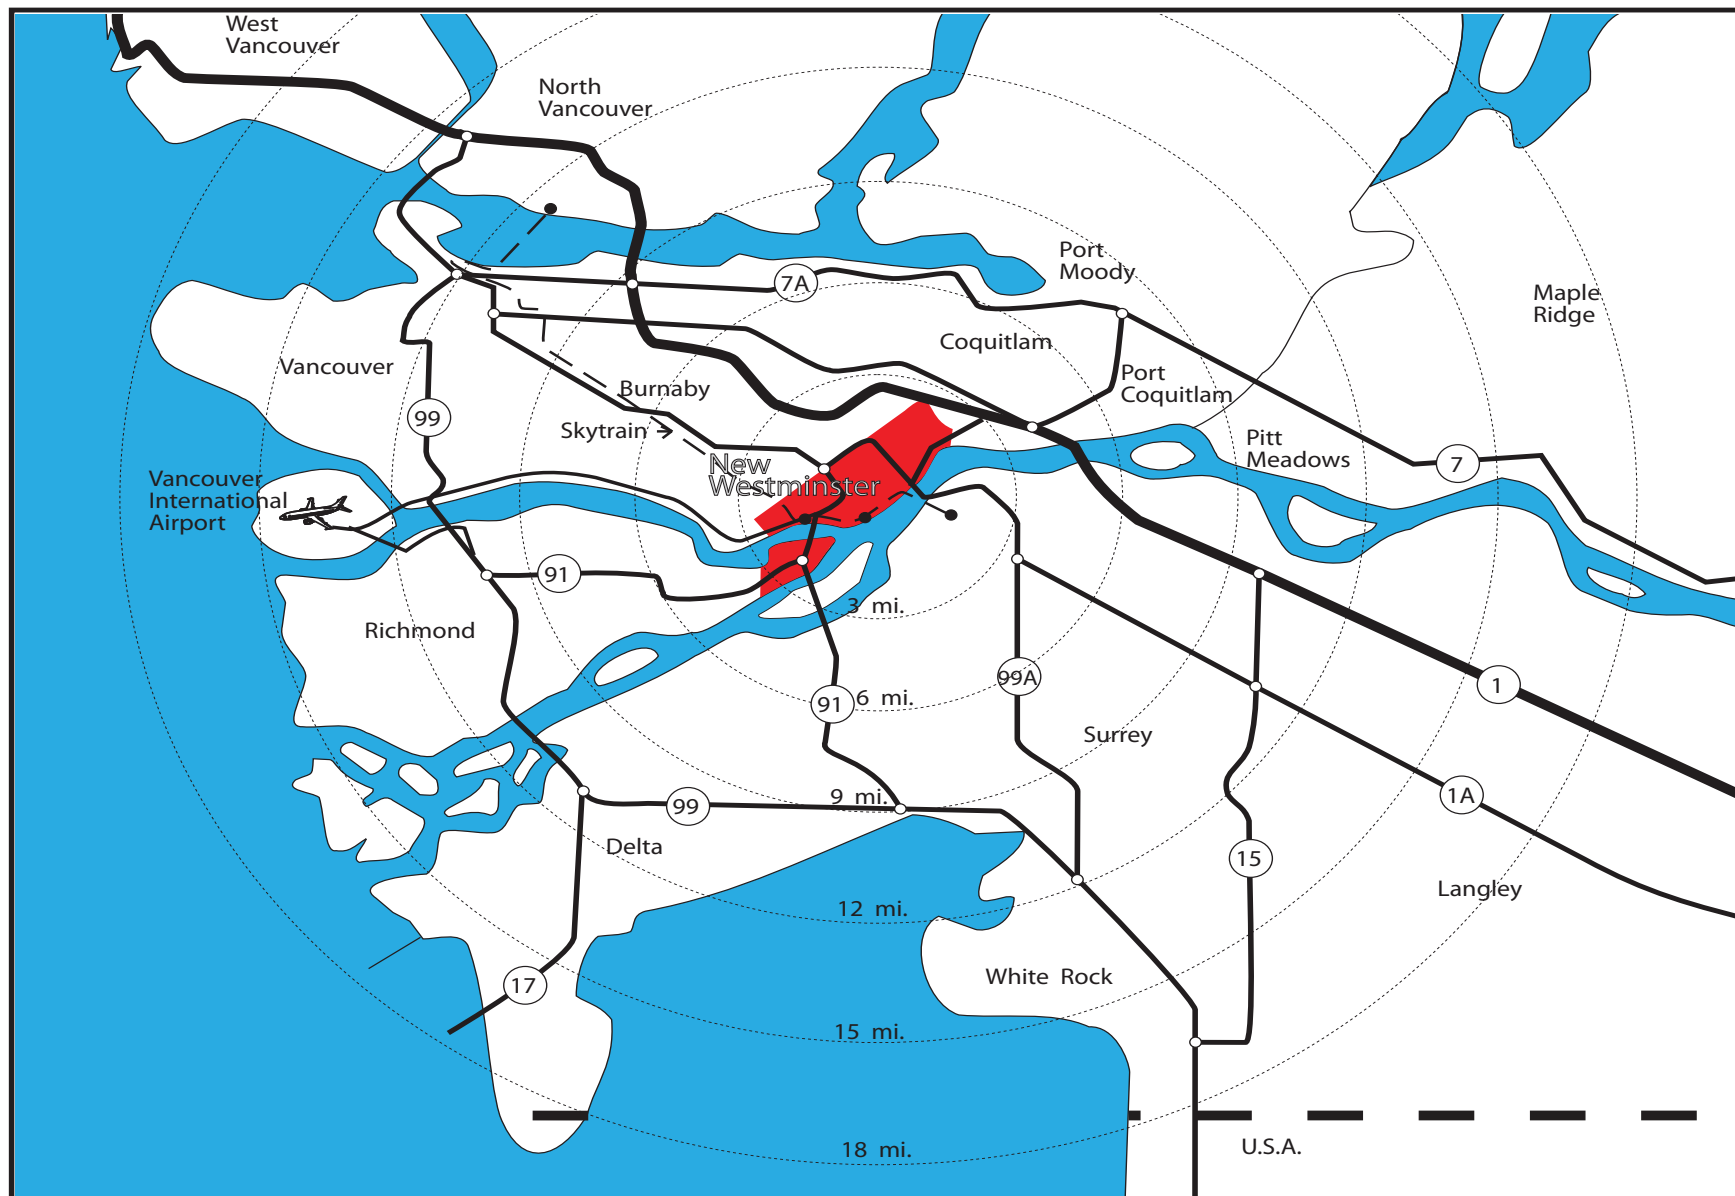 West
Vancouver
North
Vancouver
Port
Moody
7A
Maple
Ridge
Coquitlam
Vancouver
Burnaby
Port
Coquitlam
99
Skytrain
Pitt
Meadows
New
Westminster
7
Vancouver
International
Airport
91
3 mi.
Richmond
99A
1
91
6 mi.
Surrey
9 mi.
99
1A
Delta
15
Langley
12 mi.
White Rock
17
15 mi.
18 mi.
U.S.A.